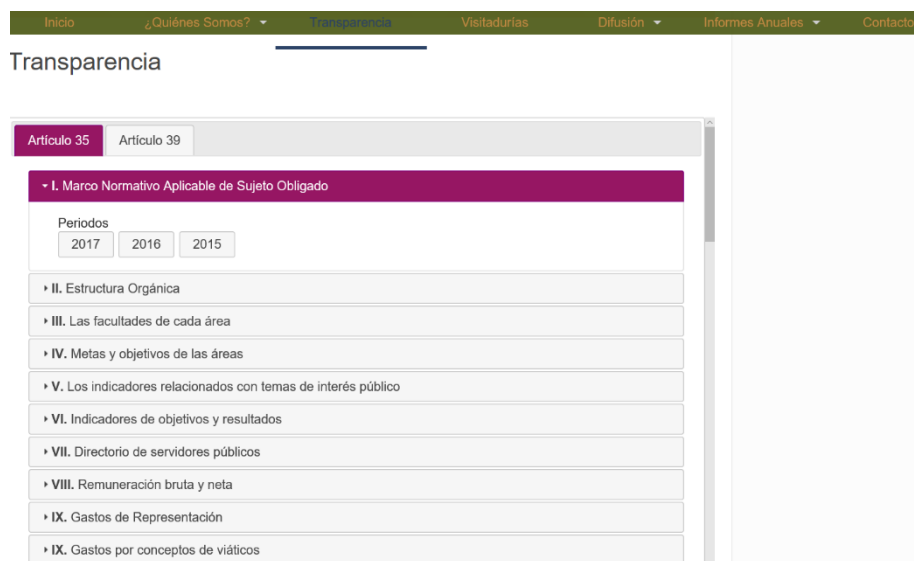 Inicio ¿Quiénes Somos? Transparencia Visitadurías Difusión Informes Anuales Contacto
Transparencia
Artículo 35 Artículo 39
I. Marco Normativo Aplicable de Sujeto Obligado
Periodos
2017 2016 2015
II. Estructura Orgánica
III. Las facultades de cada área
IV. Metas y objetivos de las áreas
V. Los indicadores relacionados con temas de interés público
VI. Indicadores de objetivos y resultados
VII. Directorio de servidores públicos
VIII. Remuneración bruta y neta
IX. Gastos de Representación
IX. Gastos por conceptos de viáticos